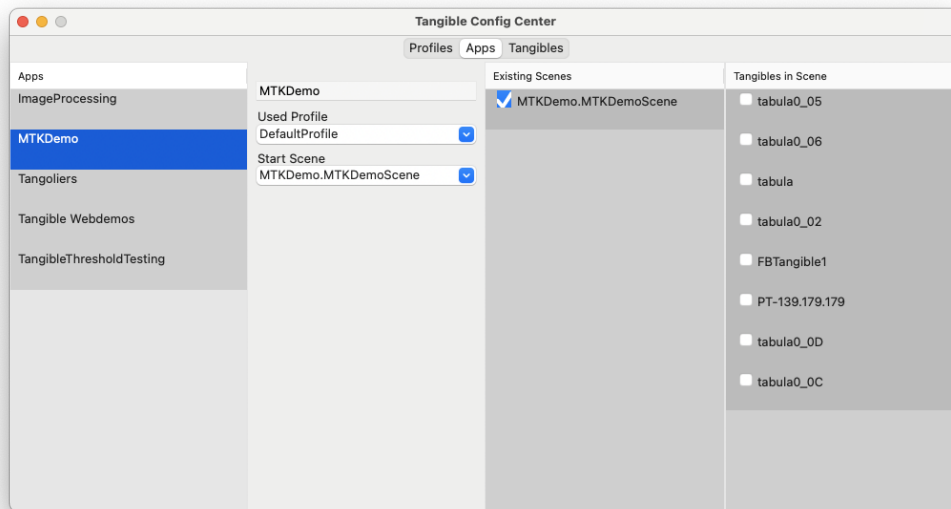 Tangible Config Center
Profiles Apps Tangibles
Apps
ImageProcessing
MTKDemo
Tangoliers
Tangible Webdemos
TangibleThresholdTesting
MTKDemo
Used Profile
DefaultProfile
Start Scene
MTKDemo.MTKDemoScene
Existing Scenes
MTKDemo.MTKDemoScene
Tangibles in Scene
tabula0_05
tabula0_06
tabula
tabula0_02
FBTangible1
PT-139.179.179
tabula0_0D
tabula0_0C